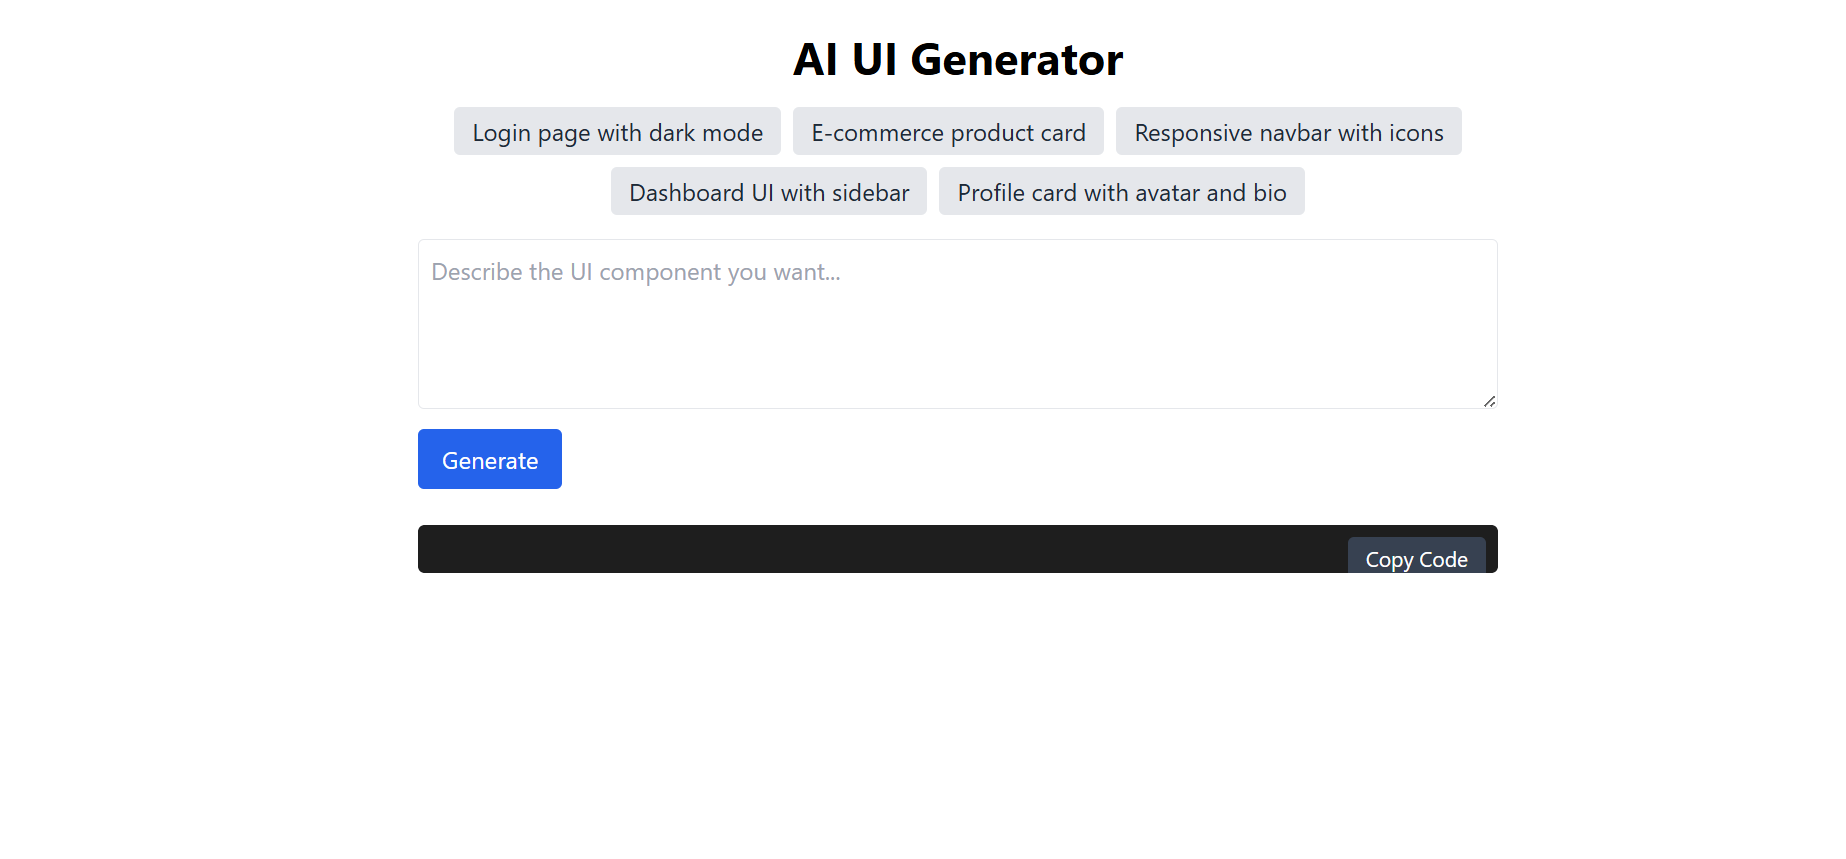 AI UI Generator
Login page with dark mode E-commerce product card Responsive navbar with icons
Dashboard UI with sidebar Profile card with avatar and bio
Describe the UI component you want...
Generate
Copy Code